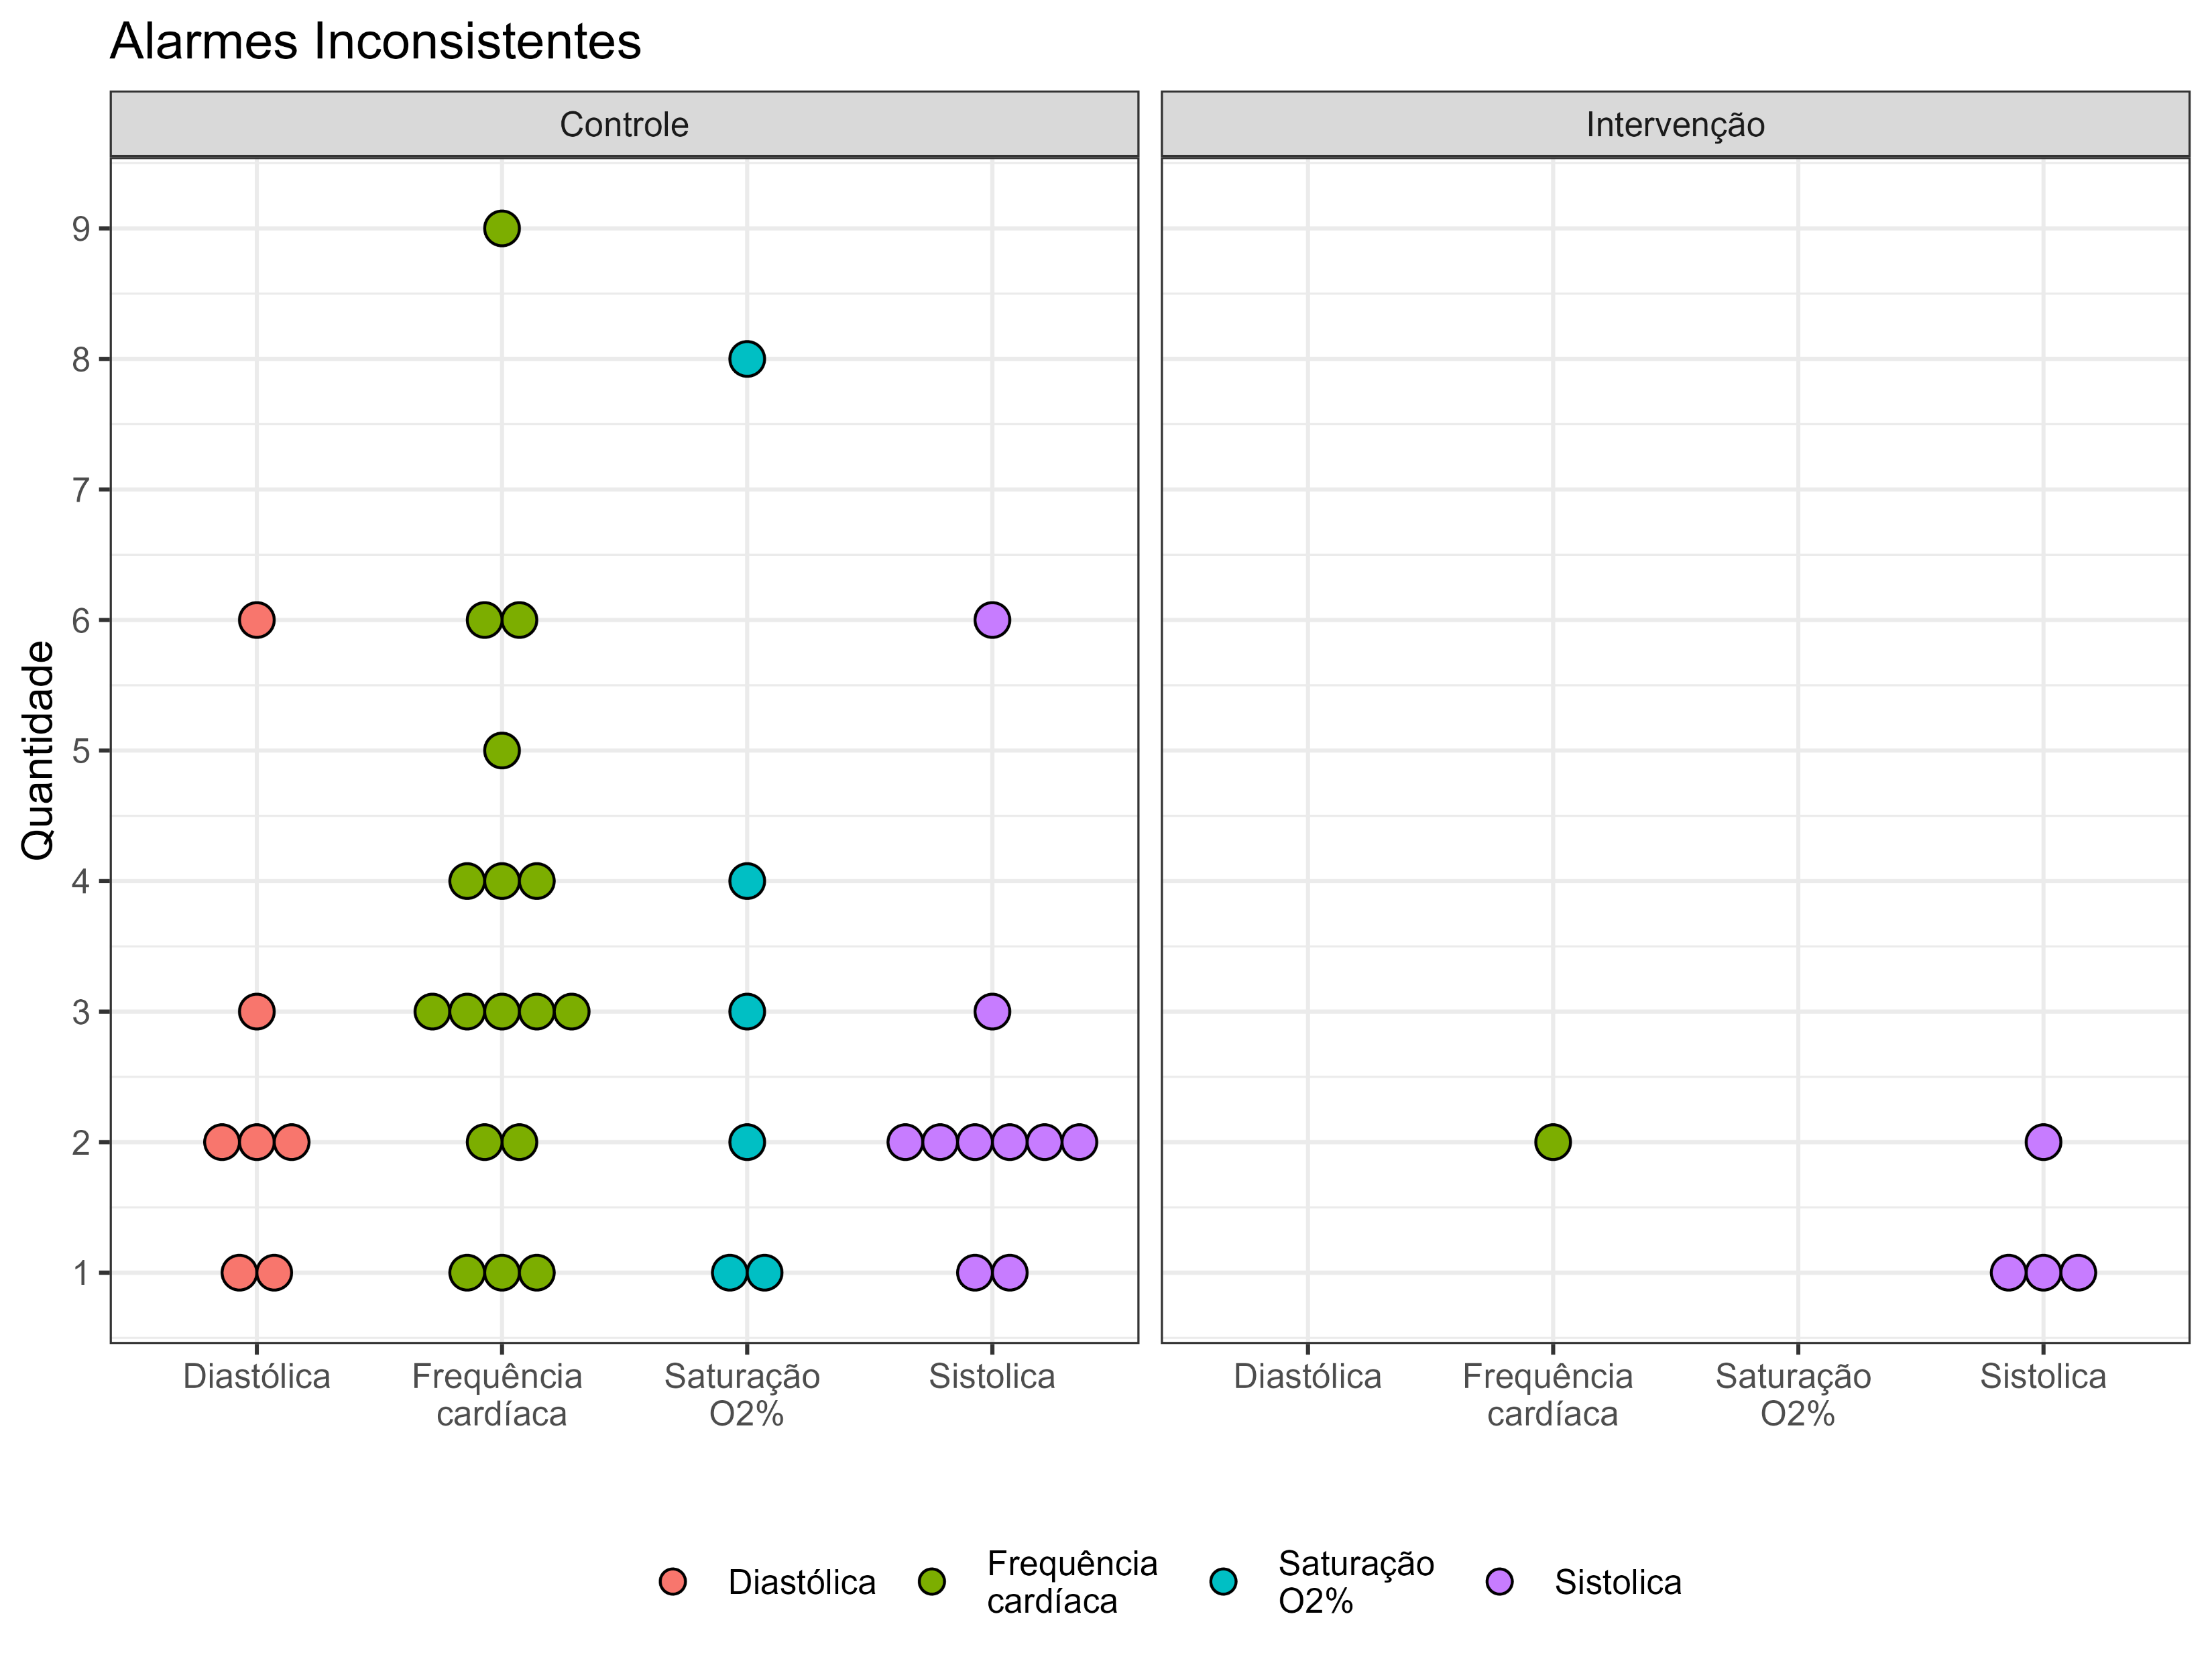 Alarmes Inconsistentes
Controle
Intervenção
Quantidade
9
8
7
6
5
4
3
2
1
Diastólica
Frequência
cardíaca
Saturação
O2%
Sistolica
Diastólica
Frequência
cardíaca
Saturação
O2%
Sistolica
Diastólica
Frequência
cardíaca
Saturação
O2%
Sistolica